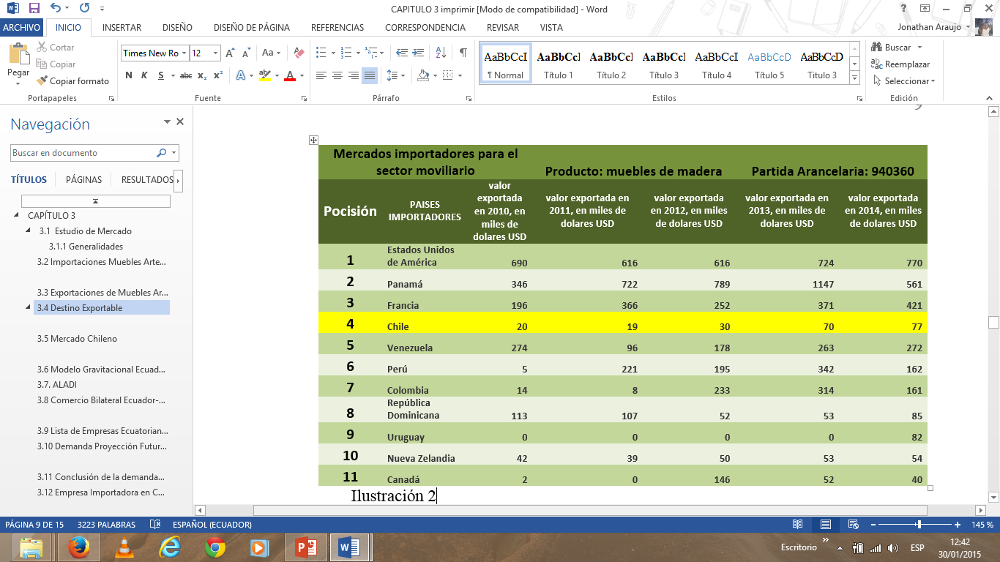 CAPITULO 3 imprimir [Modo de compatibilidad] - Word
ARCHIVO INICIO INSERTAR DISEÑO DISEÑO DE PÁGINA REFERENCIAS CORRESPONDENCIA REVISAR VISTA Jonathan Araujo
Pegar
Cortar
Copiar
Copiar formato
Portapapeles
Times New Ro 12
N K S abc x₂ x²
Fuente
Párrafo
AaBbCcI AaBbCcl AaBbCcl AaBbCcl AaBbCcI AaBbCcD AaBbCcD
¶ Normal Título 1 Título 2 Título 3 Título 4 Título 5 Titulo 3
Estilos
Buscar
Reemplazar
Seleccionar
Edición
Navegación
Buscar en documento
TÍTULOS PÁGINAS RESULTADOS
CAPÍTULO 3
3.1 Estudio de Mercado
3.1.1 Generalidades
3.2 Importaciones Muebles Arte...
3.3 Exportaciones de Muebles Ar...
3.4 Destino Exportable
3.5 Mercado Chileno
3.6 Modelo Gravitacional Ecuad...
3.7. ALADI
3.8 Comercio Bilateral Ecuador-...
3.9 Lista de Empresas Ecuatorian...
3.10 Demanda Proyección Futur...
3.11 Conclusión de la demanda...
3.12 Empresa Importadora en C...
Mercados importadores para el
sector moviliario Producto: muebles de madera Partida Arancelaria: 940360
Pocisión
PAISES
IMPORTADORES
valor
exportada
en 2010, en
miles de
dolares USD
valor exportada en
2011, en miles de
dolares USD
valor exportada
en 2012, en miles
de dolares USD
valor exportada en
2013, en miles de
dolares USD
valor exportada
en 2014, en miles
de dolares USD
1 Estados Unidos
de América 690 616 616 724 770
2 Panamá 346 722 789 1147 561
3 Francia 196 366 252 371 421
4 Chile 20 19 30 70 77
5 Venezuela 274 96 178 263 272
6 Perú 5 221 195 342 162
7 Colombia 14 8 233 314 161
8 República
Dominicana 113 107 52 53 85
9 Uruguay 0 0 0 0 82
10 Nueva Zelandia 42 39 50 53 54
11 Canadá 2 0 146 52 40
Ilustración 2
PÁGINA 9 DE 15 3223 PALABRAS ESPAÑOL (ECUADOR) 145 %
Escritorio ESP 12:42
30/01/2015